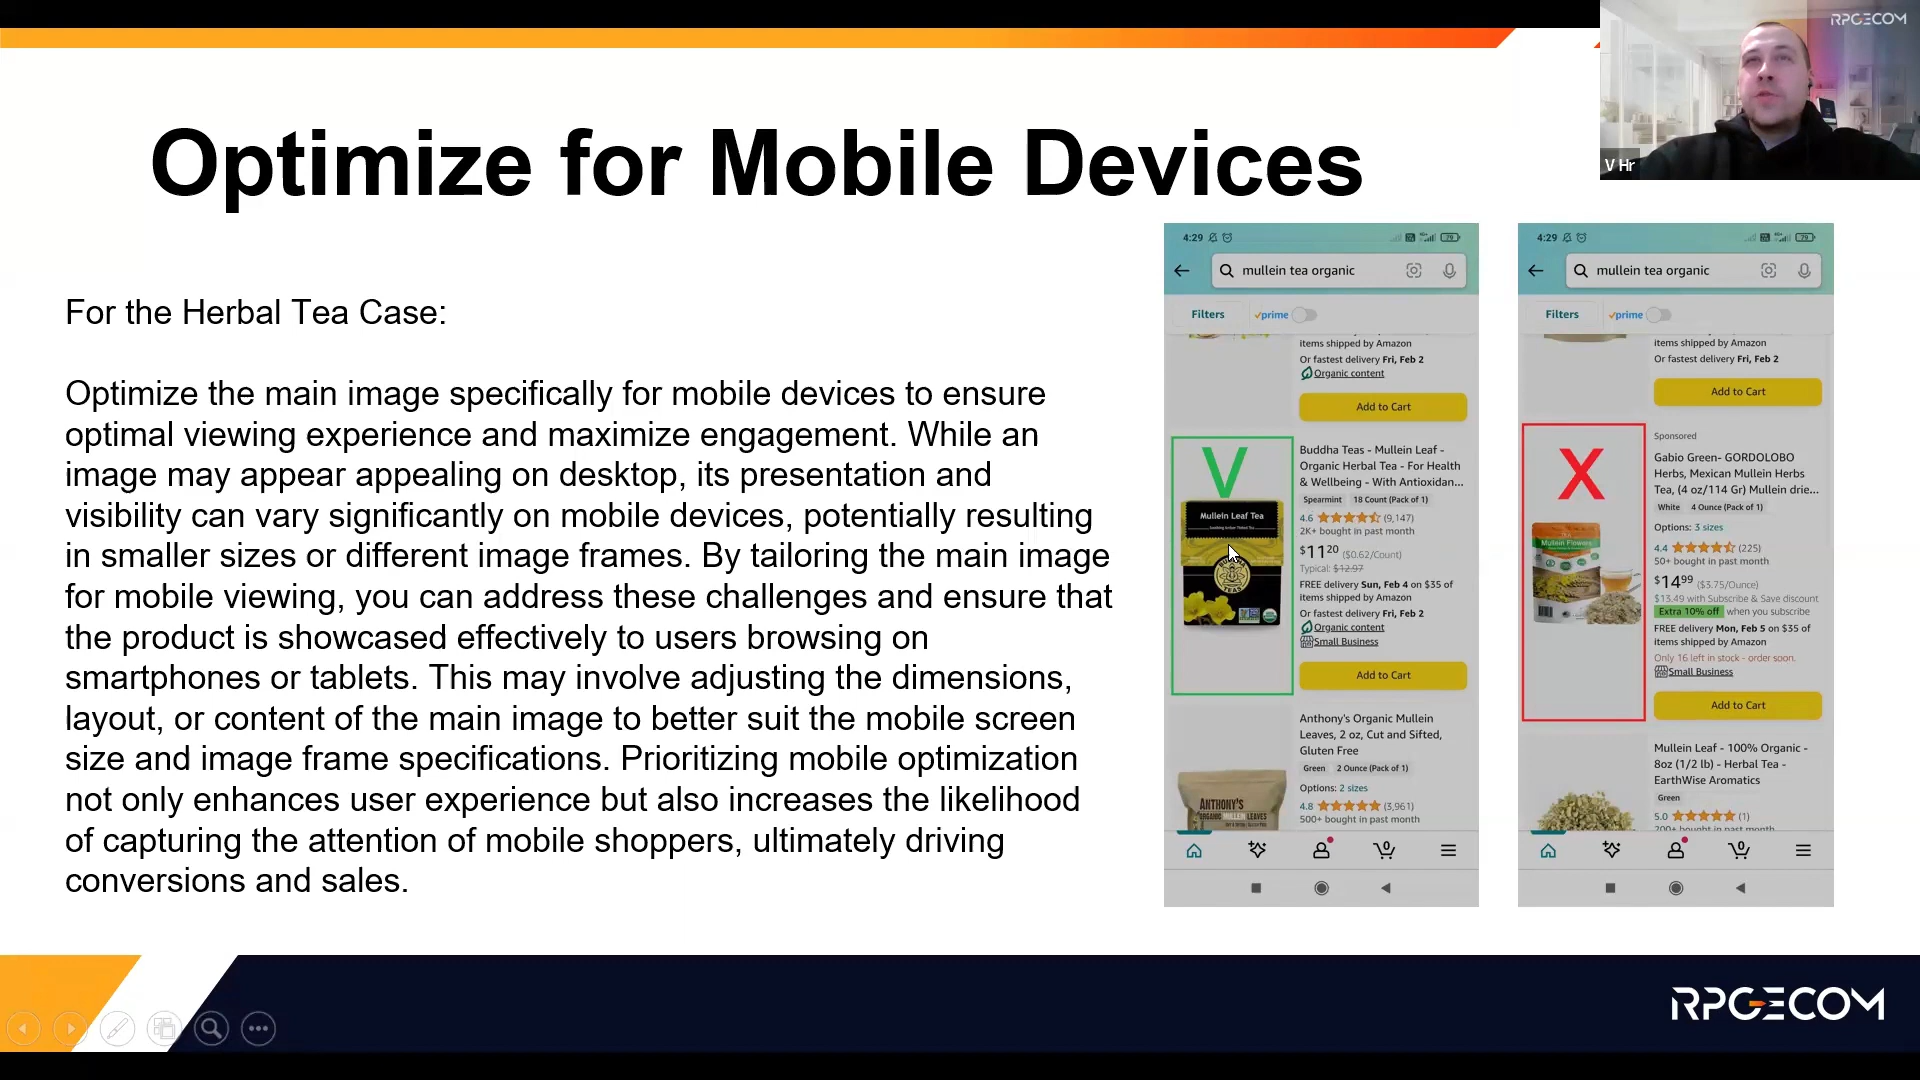 RPGECOM
V Hr
Optimize for Mobile Devices
For the Herbal Tea Case:
Optimize the main image specifically for mobile devices to ensure
optimal viewing experience and maximize engagement. While an
image may appear appealing on desktop, its presentation and
visibility can vary significantly on mobile devices, potentially resulting
in smaller sizes or different image frames. By tailoring the main image
for mobile viewing, you can address these challenges and ensure that
the product is showcased effectively to users browsing on
smartphones or tablets. This may involve adjusting the dimensions,
layout, or content of the main image to better suit the mobile screen
size and image frame specifications. Prioritizing mobile optimization
not only enhances user experience but also increases the likelihood
of capturing the attention of mobile shoppers, ultimately driving
conversions and sales.
4:29
79
mullein tea organic
Filters
prime
items shipped by Amazon
Or fastest delivery Fri, Feb 2
Organic content
Add to Cart
V
Mullein Leaf Tea
Buddha Teas - Mullein Leaf -
Organic Herbal Tea - For Health
& Wellbeing - With Antioxidan...
Spearmint 18 Count (Pack of 1)
4.6 (9,147)
2K+ bought in past month
$11.20 ($0.62/Count)
Typical: $12.97
FREE delivery Sun, Feb 4 on $35 of
items shipped by Amazon
Or fastest delivery Fri, Feb 2
Organic content
Small Business
Add to Cart
ANTHONY'S
ORGANIC MULLEIN LEAVES
Anthony's Organic Mullein
Leaves, 2 oz, Cut and Sifted,
Gluten Free
Green 2 Ounce (Pack of 1)
Options: 2 sizes
4.8 (3,961)
500+ bought in past month
0
4:29
79
mullein tea organic
Filters
prime
items shipped by Amazon
Or fastest delivery Fri, Feb 2
Add to Cart
X
Mullein Flowers
Sponsored
Gabio Green- GORDOLOBO
Herbs, Mexican Mullein Herbs
Tea, (4 oz/114 Gr) Mullein drie...
White 4 Ounce (Pack of 1)
Options: 3 sizes
4.4 (225)
50+ bought in past month
$14.99 ($3.75/Ounce)
$13.49 with Subscribe & Save discount
Extra 10% off when you subscribe
FREE delivery Mon, Feb 5 on $35 of
items shipped by Amazon
Only 16 left in stock - order soon.
Small Business
Add to Cart
Mullein Leaf - 100% Organic -
8oz (1/2 lb) - Herbal Tea -
EarthWise Aromatics
Green
5.0 (1)
200+ bought in past month
0
RPGECOM